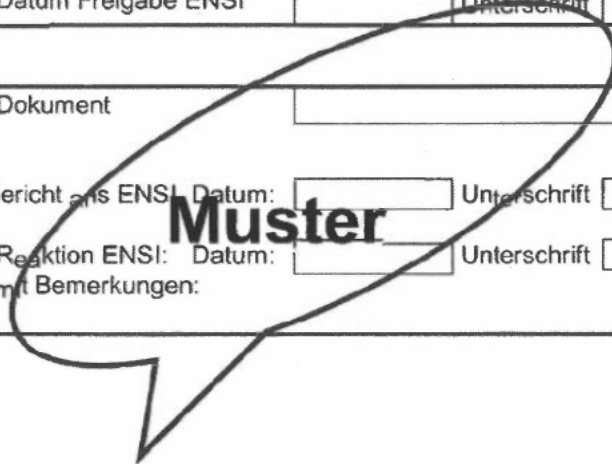 Datum Freigabe ENSI Unterschrift
Dokument
ericht ans ENSI Datum: Unterschrift
Muster
Reaktion ENSI: Datum: Unterschrift
mit Bemerkungen: